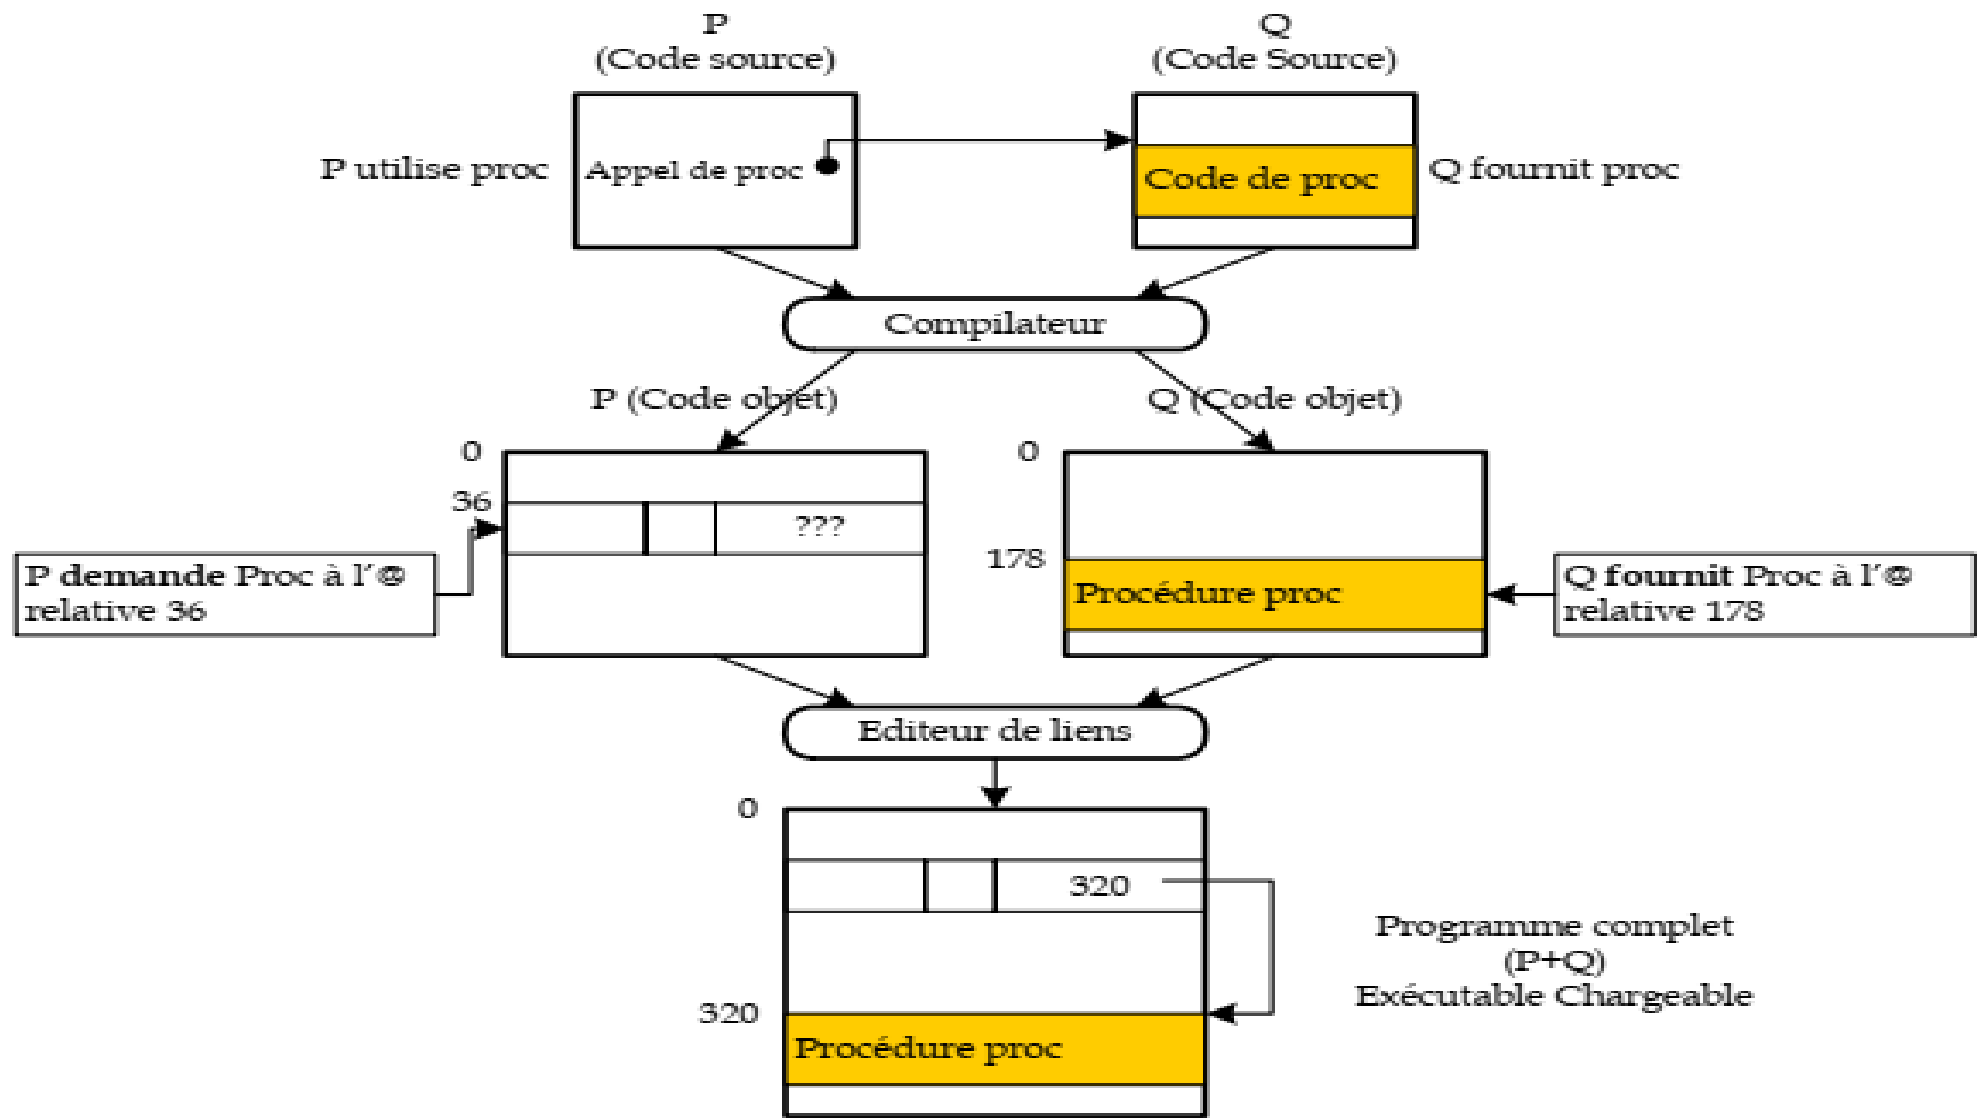 P
(Code source)
Q
(Code Source)
P utilise proc
Appel de proc
Code de proc
Q fournit proc
Compilateur
P (Code objet)
Q (Code objet)
0
36
???
P demande Proc à l'@
relative 36
0
178
Procédure proc
Q fournit Proc à l'@
relative 178
Editeur de liens
0
320
320
Procédure proc
Programme complet
(P+Q)
Exécutable Chargeable